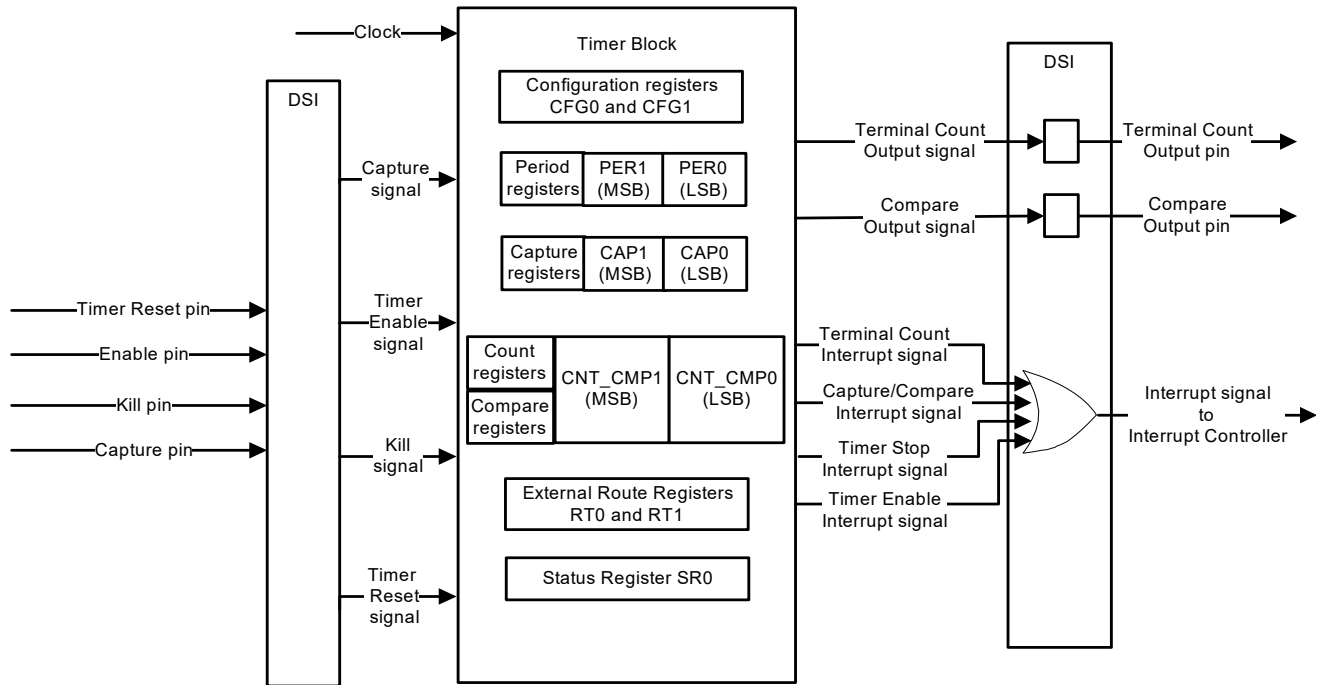 Clock
Timer Block
DSI
DSI
Configuration registers
CFG0 and CFG1
Period
registers
PER1
(MSB)
PER0
(LSB)
Capture
registers
CAP1
(MSB)
CAP0
(LSB)
Count
registers
Compare
registers
CNT_CMP1
(MSB)
CNT_CMP0
(LSB)
External Route Registers
RT0 and RT1
Status Register SR0
Timer Reset pin
Enable pin
Kill pin
Capture pin
Capture
signal
Timer
Enable
signal
Kill
signal
Timer
Reset
signal
Terminal Count
Output signal
Compare
Output signal
Terminal Count
Interrupt signal
Capture/Compare
Interrupt signal
Timer Stop
Interrupt signal
Timer Enable
Interrupt signal
Terminal Count
Output pin
Compare
Output pin
Interrupt signal
to
Interrupt Controller